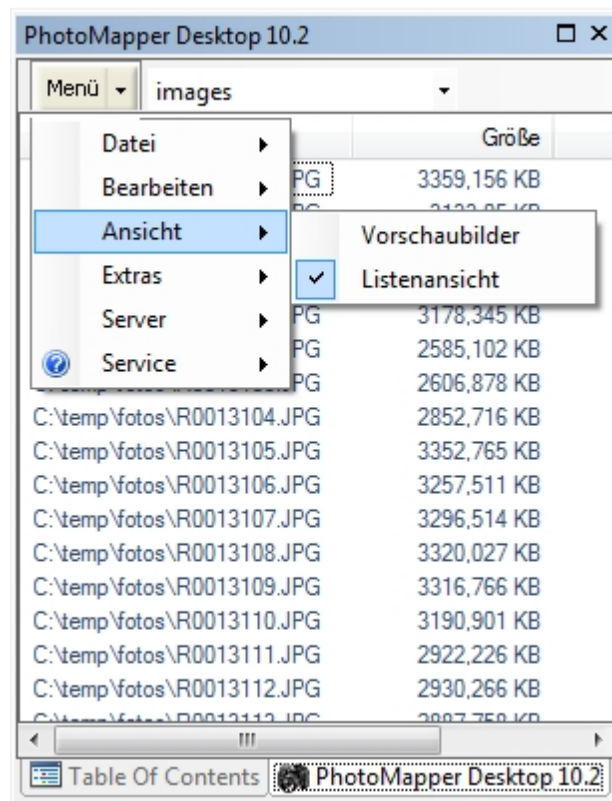 PhotoMapper Desktop 10.2
Menü images
Größe
Datei
Bearbeiten
Ansicht
Extras
Server
Service
Vorschaubilder
Listenansicht
PG 3359,156 KB
PG 3178,345 KB
PG 2585,102 KB
PG 2606,878 KB
C:\temp\fotos\R0013104.JPG 2852,716 KB
C:\temp\fotos\R0013105.JPG 3352,765 KB
C:\temp\fotos\R0013106.JPG 3257,511 KB
C:\temp\fotos\R0013107.JPG 3296,514 KB
C:\temp\fotos\R0013108.JPG 3320,027 KB
C:\temp\fotos\R0013109.JPG 3316,766 KB
C:\temp\fotos\R0013110.JPG 3190,901 KB
C:\temp\fotos\R0013111.JPG 2922,226 KB
C:\temp\fotos\R0013112.JPG 2930,266 KB
Table Of Contents PhotoMapper Desktop 10.2